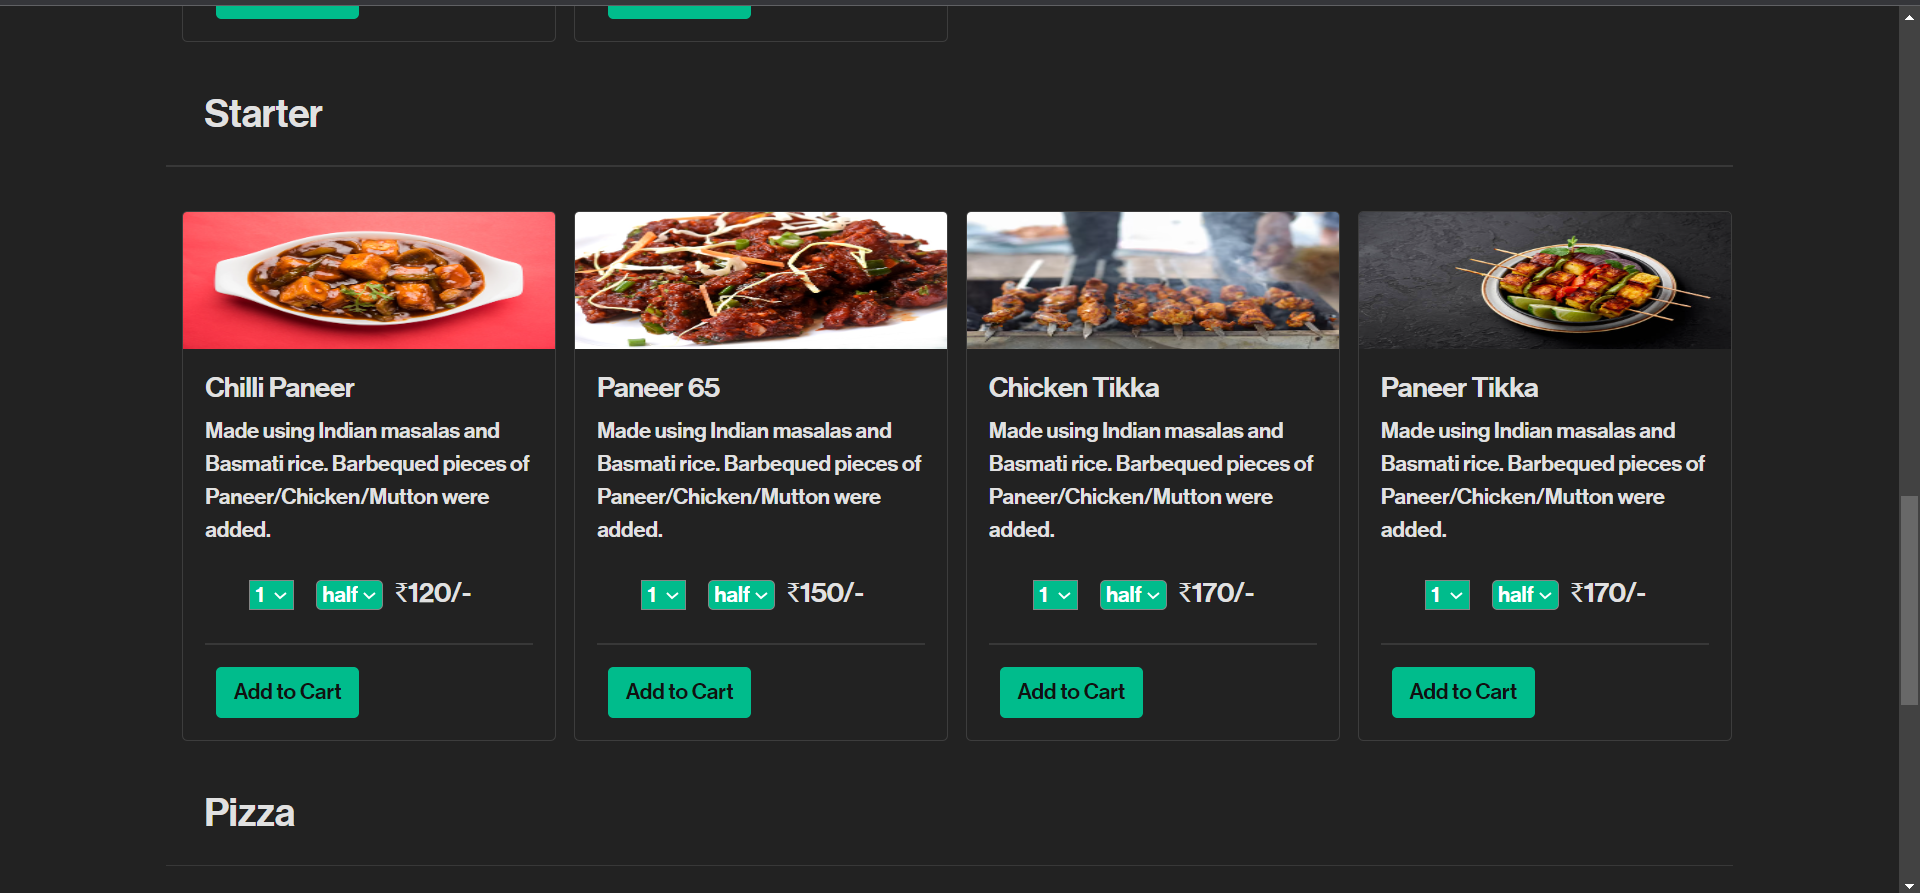 Starter
Chilli Paneer
Made using Indian masalas and
Basmati rice. Barbequed pieces of
Paneer/Chicken/Mutton were
added.
1 half ₹120/-
Add to Cart
Paneer 65
Made using Indian masalas and
Basmati rice. Barbequed pieces of
Paneer/Chicken/Mutton were
added.
1 half ₹150/-
Add to Cart
Chicken Tikka
Made using Indian masalas and
Basmati rice. Barbequed pieces of
Paneer/Chicken/Mutton were
added.
1 half ₹170/-
Add to Cart
Paneer Tikka
Made using Indian masalas and
Basmati rice. Barbequed pieces of
Paneer/Chicken/Mutton were
added.
1 half ₹170/-
Add to Cart
Pizza